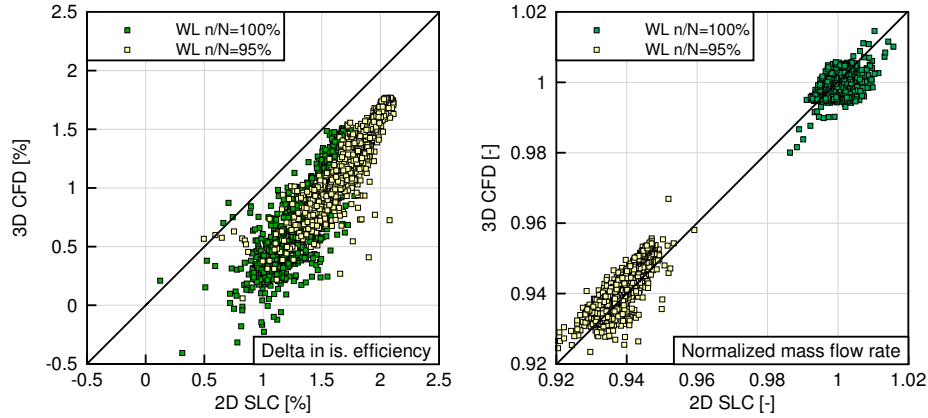 WL n/N=100%
WL n/N=95%
2.5
2
1.5
1
0.5
0
-0.5
3D CFD [%]
Delta in is. efficiency
-0.5 0 0.5 1 1.5 2 2.5
2D SLC [%]
WL n/N=100%
WL n/N=95%
1.02
1
0.98
0.96
0.94
0.92
3D CFD [-]
Normalized mass flow rate
0.92 0.94 0.96 0.98 1 1.02
2D SLC [-]